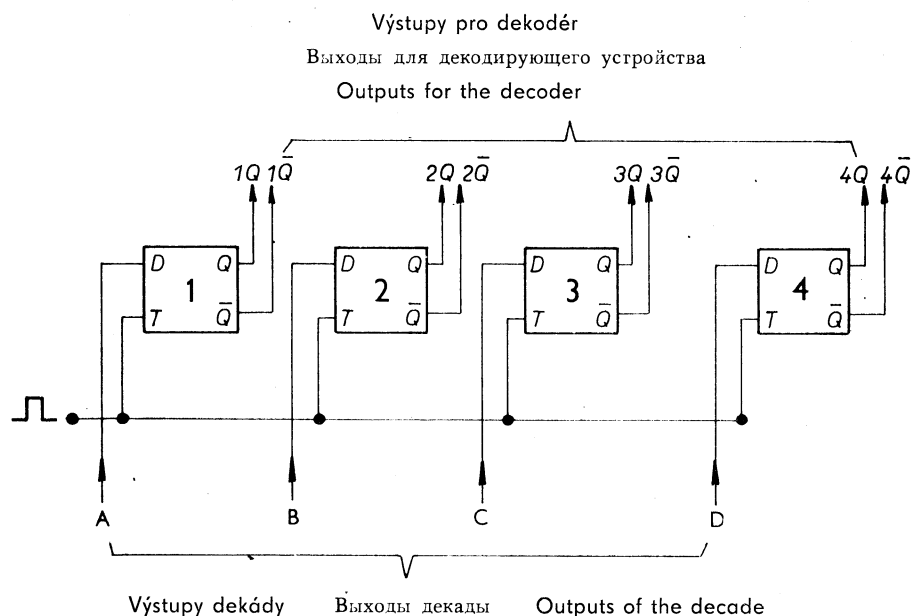 Výstupy pro dekodér
Выходы для декодирующего устройства
Outputs for the decoder
1Q 1Q̅ 2Q 2Q̅ 3Q 3Q̅ 4Q 4Q̅
D Q D Q D Q D Q
1 2 3 4
T Q̅ T Q̅ T Q̅ T Q̅
A B C D
Výstupy dekády Выходы декады Outputs of the decade